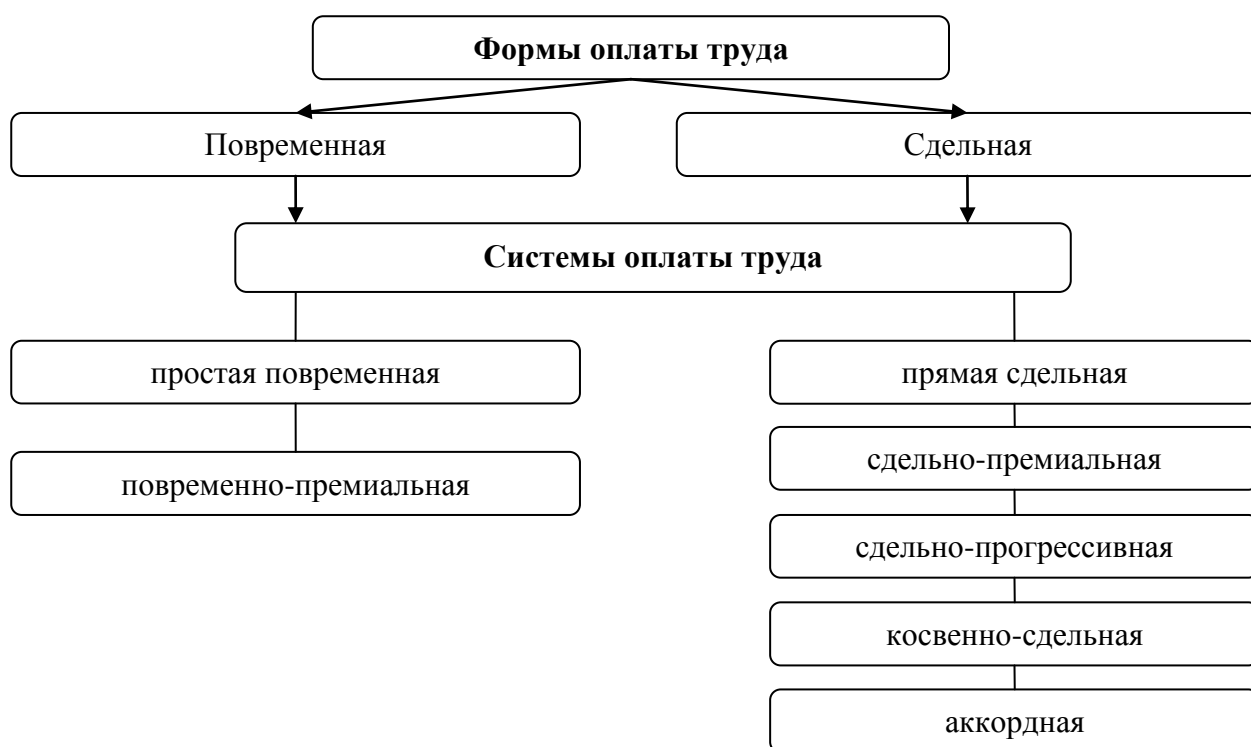 Формы оплаты труда
Повременная
Сдельная
Системы оплаты труда
простая повременная
повременно-премиальная
прямая сдельная
сдельно-премиальная
сдельно-прогрессивная
косвенно-сдельная
аккордная